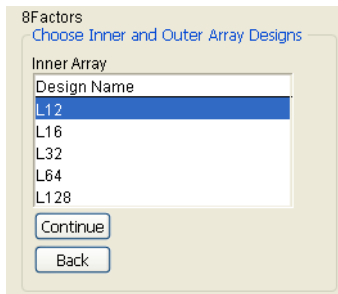 8Factors
Choose Inner and Outer Array Designs
Inner Array
Design Name
L12
L16
L32
L64
L128
Continue
Back